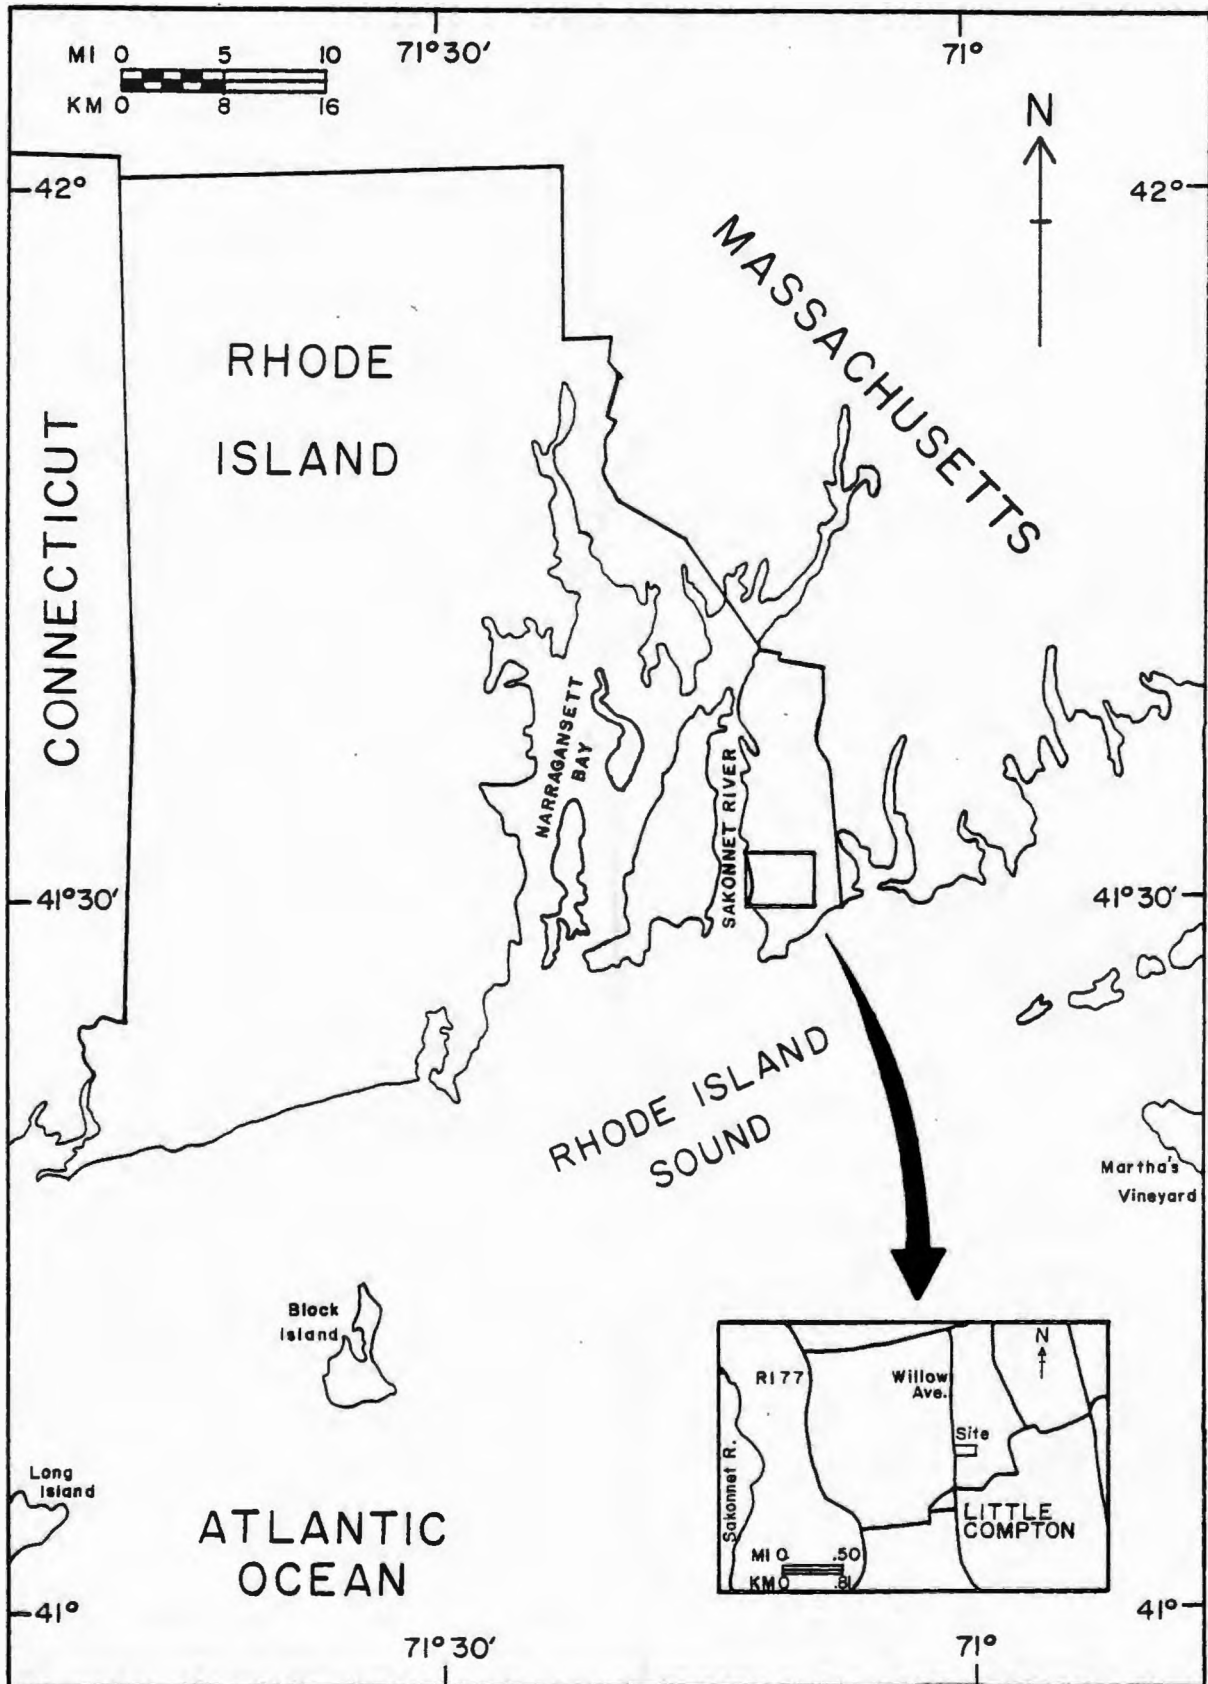 MI 0 5 10
KM 0 8 16
71°30'
71°
N
42°
42°
MASSACHUSETTS
RHODE
ISLAND
CONNECTICUT
NARRAGANSETT
BAY
SAKONNET RIVER
41°30'
41°30'
RHODE ISLAND
SOUND
Martha's
Vineyard
Block
Island
Long
Island
ATLANTIC
OCEAN
N
RI 77
Willow
Ave.
Site
Sakonnet R.
LITTLE
COMPTON
MI 0 .50
KM 0 .81
41°
41°
71°30'
71°